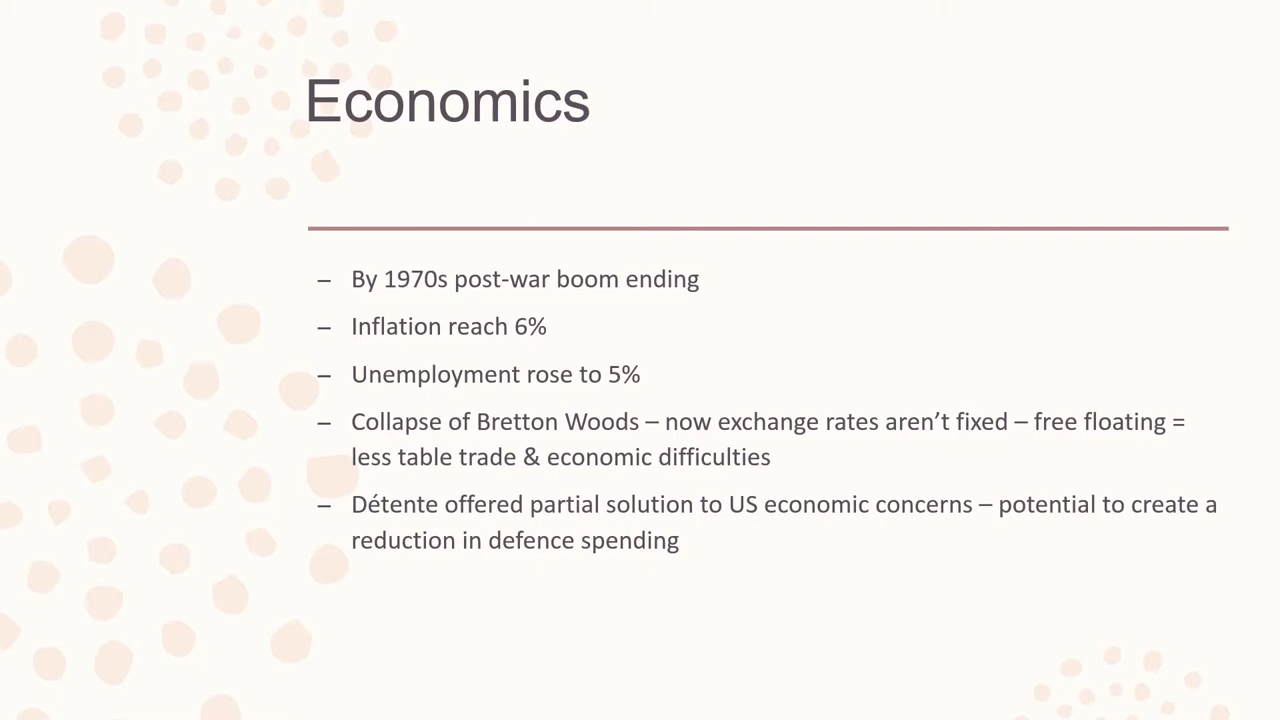 Economics
– By 1970s post-war boom ending
– Inflation reach 6%
– Unemployment rose to 5%
– Collapse of Bretton Woods – now exchange rates aren’t fixed – free floating =
less table trade & economic difficulties
– Détente offered partial solution to US economic concerns – potential to create a
reduction in defence spending